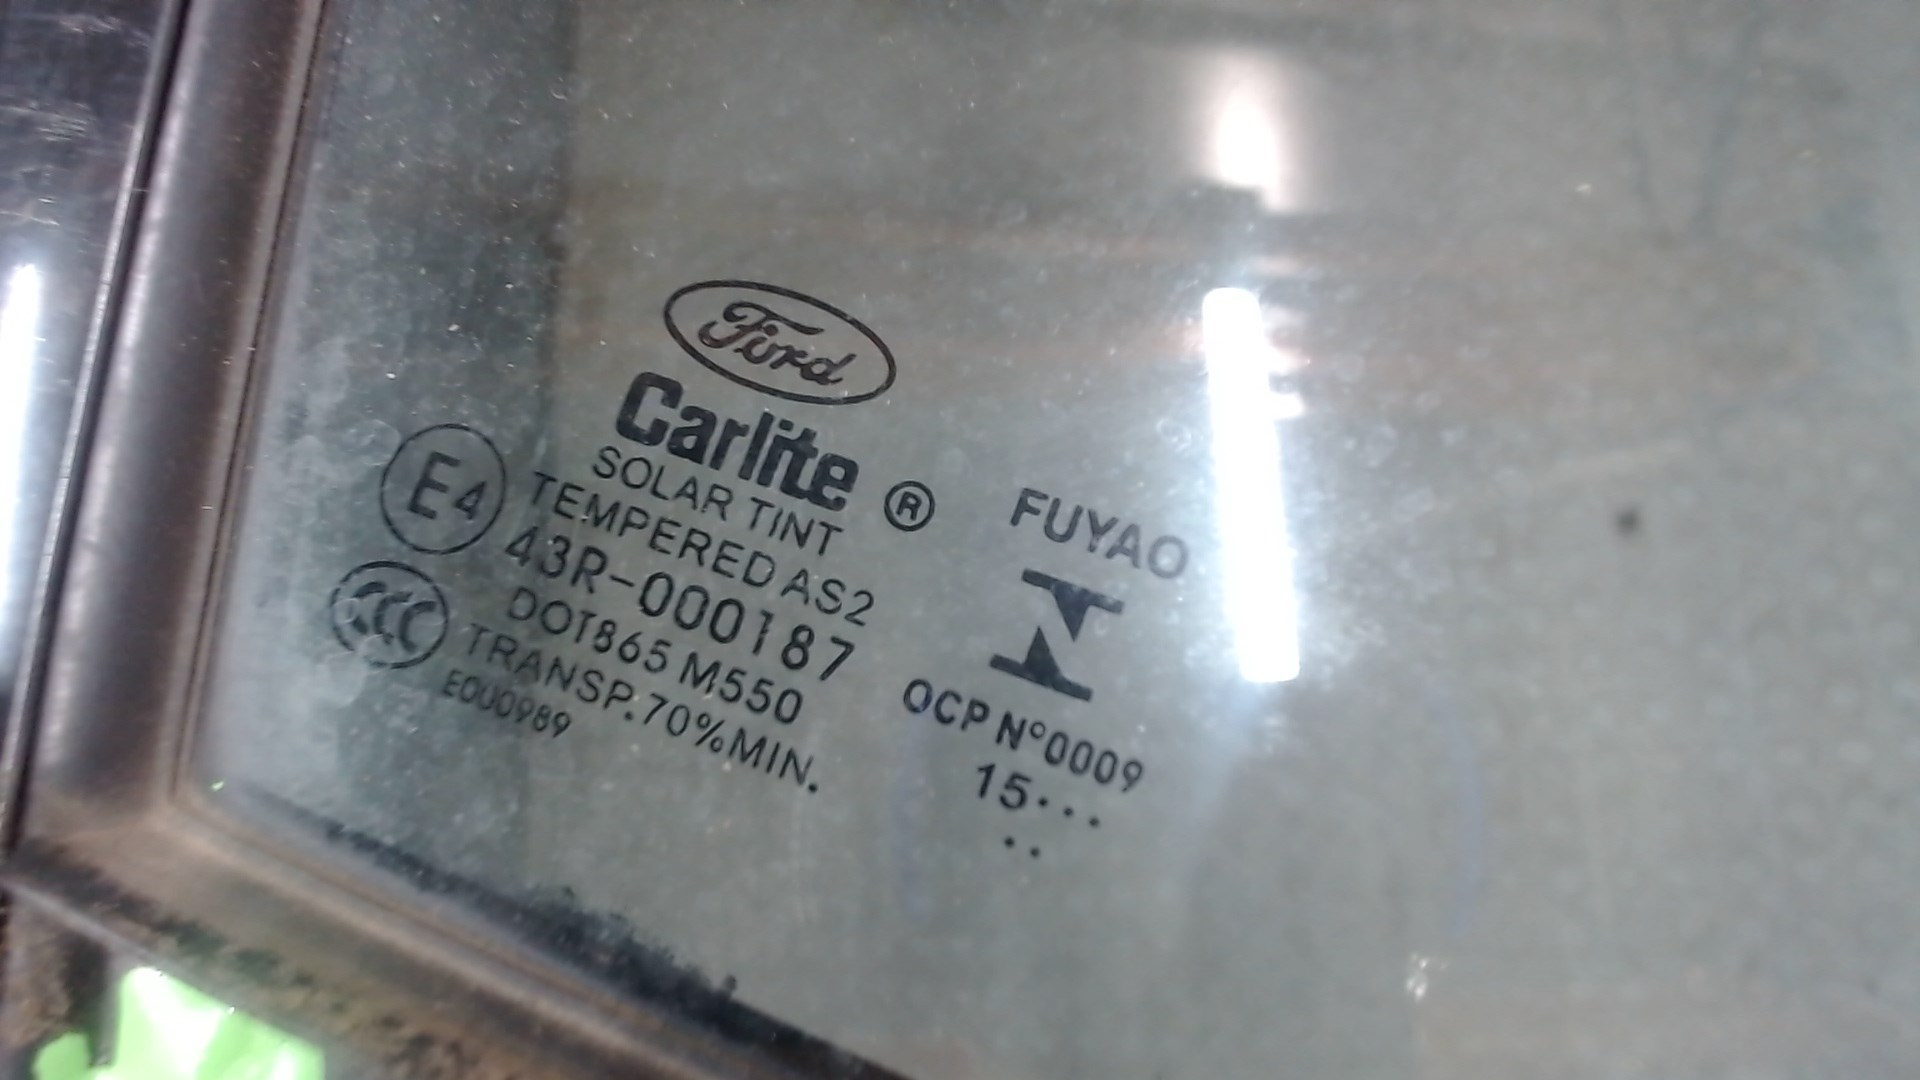 Ford
Carlite ®
SOLAR TINT
E4
TEMPERED AS2
43R-000187
CCC
DOT865 M550
TRANSP.70%MIN.
E000989
FUYAO
OCP Nº0009
15...
..